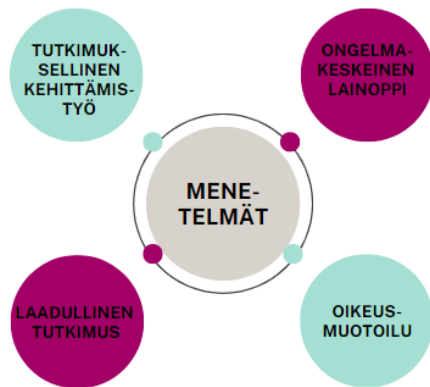 TUTKIMUK-
SELLINEN
KEHITTÄMIS-
TYÖ
ONGELMA-
KESKEINEN
LAINOPPI
MENE-
TELMÄT
LAADULLINEN
TUTKIMUS
OIKEUS-
MUOTOILU